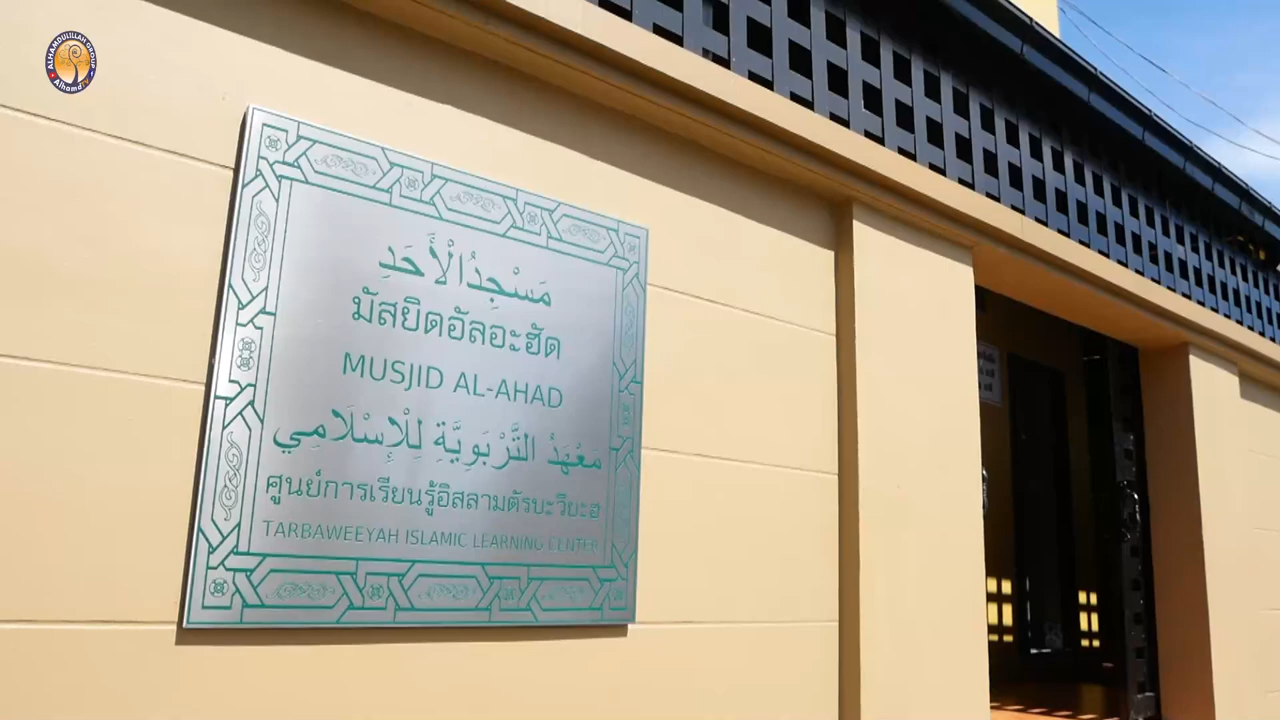 ALHAMDULILLAH GROUP
مَسْجِدُالْأَحَدِ
มัสยิดอัลอะฮัด
MUSJID AL-AHAD
مَعْهَدُ التَّرْبَوِيَّةِ لِلْإِسْلَامِي
ศูนย์การเรียนรู้อิสลามตัรบะวียะฮ
TARBAWEEYAH ISLAMIC LEARNING CENTER